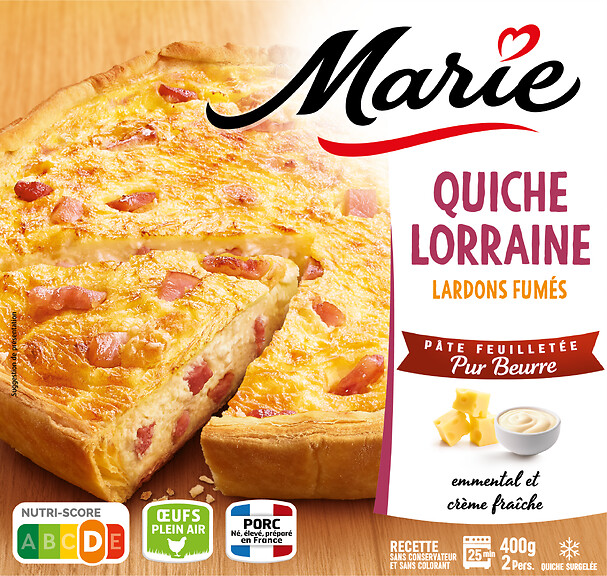 Marie
QUICHE
LORRAINE
LARDONS FUMÉS
PÂTE FEUILLETÉE
Pur Beurre
emmental et
crème fraîche
Suggestion de présentation
NUTRI-SCORE
A B C D E
ŒUFS
PLEIN AIR
PORC
Né, élevé, préparé
en France
RECETTE
SANS CONSERVATEUR
ET SANS COLORANT
25 min
400g
2 Pers.
QUICHE SURGELÉE